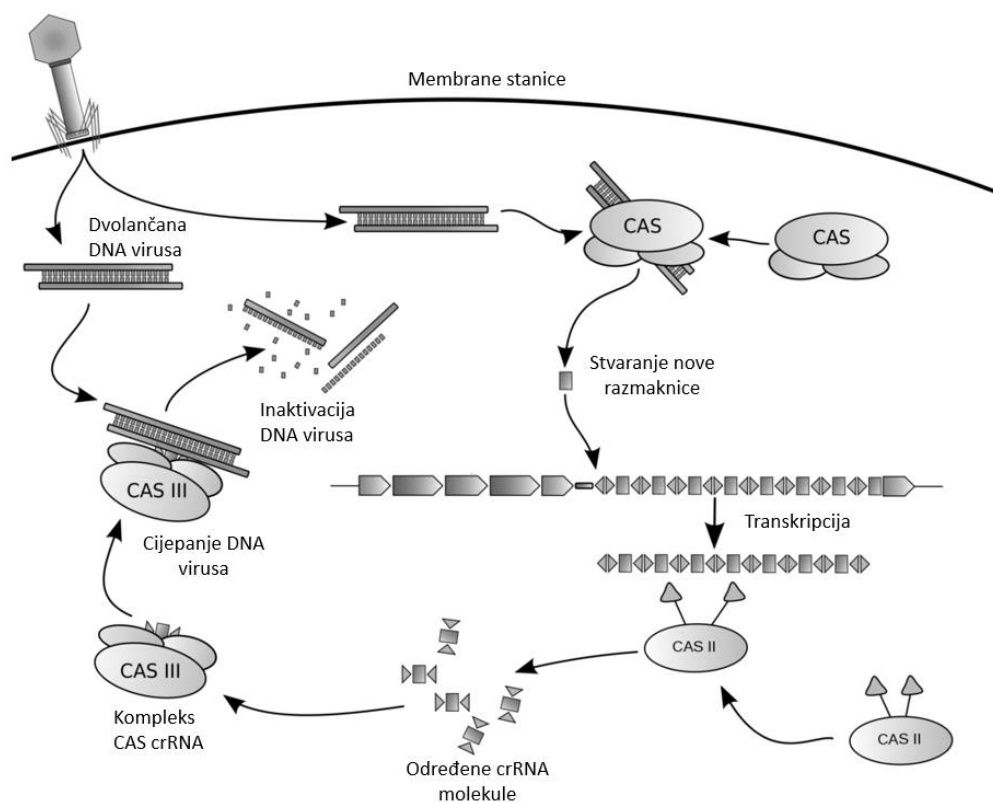 Membrane stanice
Dvolančana
DNA virusa
CAS
CAS
Stvaranje nove
razmaknice
Inaktivacija
DNA virusa
CAS III
Cijepanje DNA
virusa
Transkripcija
CAS II
CAS II
CAS III
Kompleks
CAS crRNA
Određene crRNA
molekule